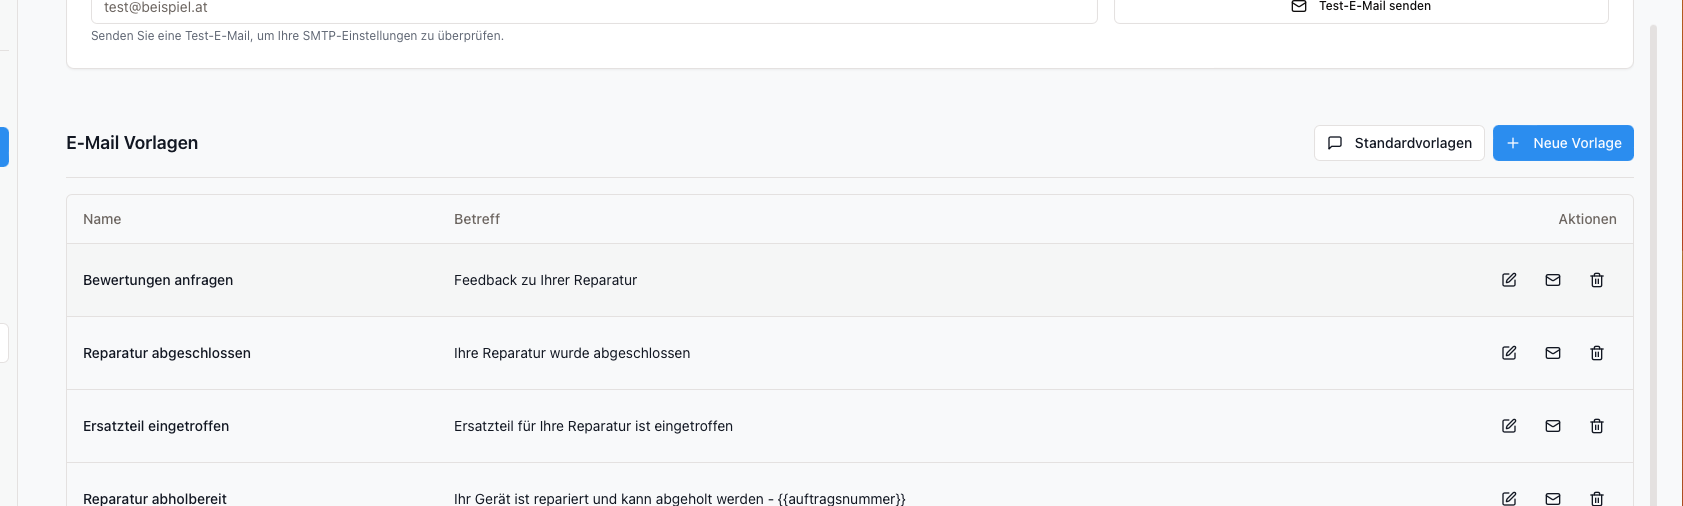 test@beispiel.at
Test-E-Mail senden
Senden Sie eine Test-E-Mail, um Ihre SMTP-Einstellungen zu überprüfen.
E-Mail Vorlagen
Standardvorlagen
Neue Vorlage
Name Betreff Aktionen
Bewertungen anfragen Feedback zu Ihrer Reparatur
Reparatur abgeschlossen Ihre Reparatur wurde abgeschlossen
Ersatzteil eingetroffen Ersatzteil für Ihre Reparatur ist eingetroffen
Reparatur abholbereit Ihr Gerät ist repariert und kann abgeholt werden - {{auftragsnummer}}